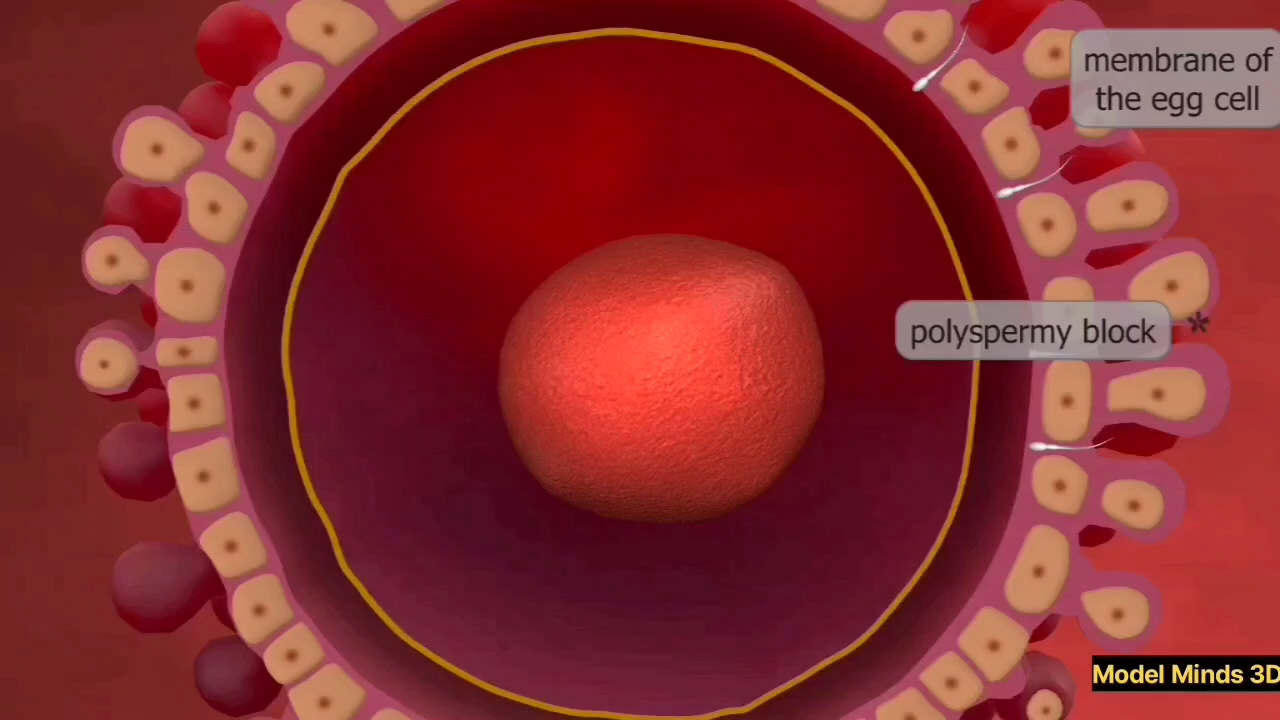 membrane of
the egg cell
polyspermy block
*
Model Minds 3D